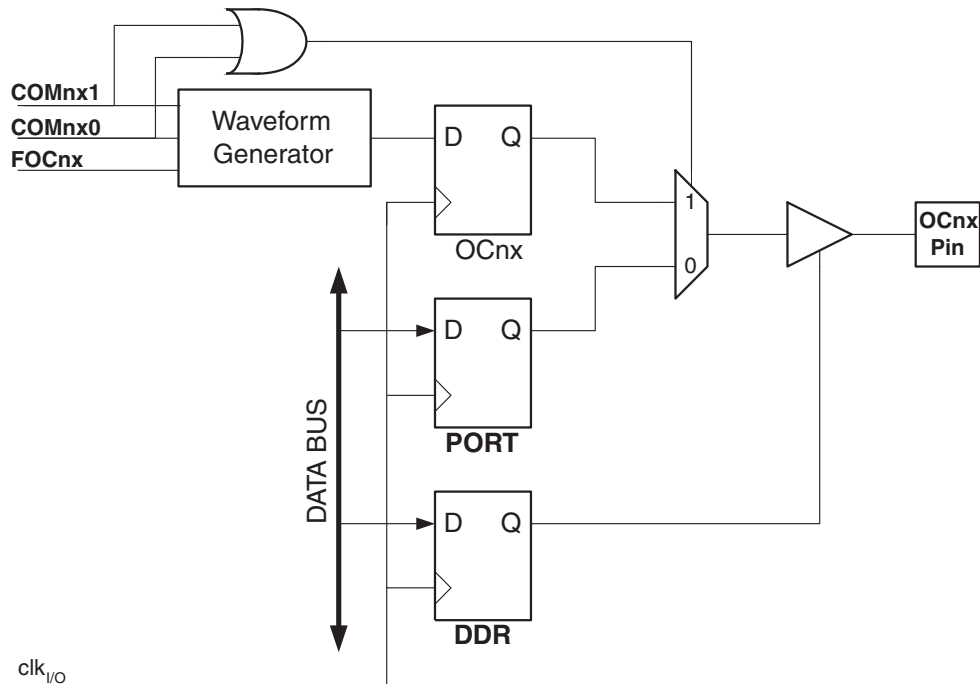 COMnx1
COMnx0
FOCnx
Waveform
Generator
D Q
OCnx
1
0
OCnx
Pin
D Q
PORT
DATA BUS
D Q
DDR
clkI/O